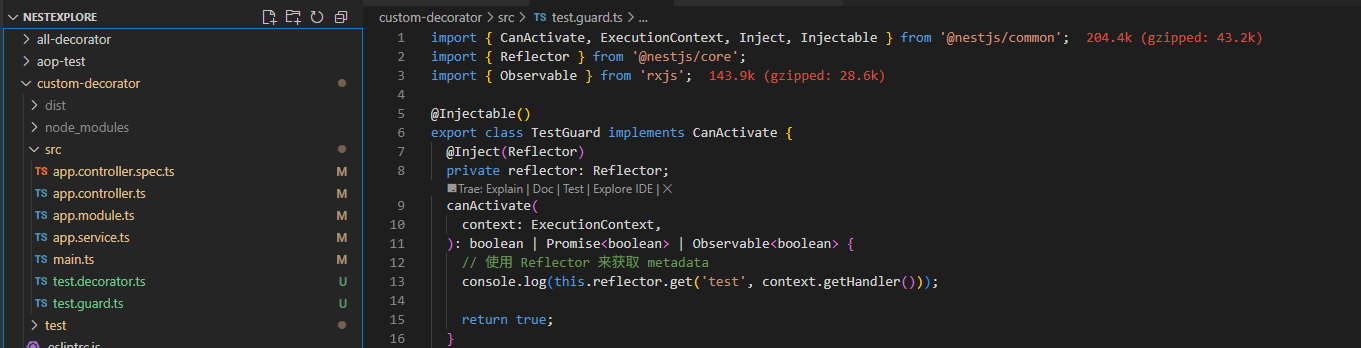 NESTEXPLORE
all-decorator
aop-test
custom-decorator
dist
node_modules
src
TS app.controller.spec.ts M
TS app.controller.ts M
TS app.module.ts M
TS app.service.ts M
TS main.ts M
TS test.decorator.ts U
TS test.guard.ts U
test
.eslintrc.js
custom-decorator > src > TS test.guard.ts > ...
1 import { CanActivate, ExecutionContext, Inject, Injectable } from '@nestjs/common'; 204.4k (gzipped: 43.2k)
2 import { Reflector } from '@nestjs/core';
3 import { Observable } from 'rxjs'; 143.9k (gzipped: 28.6k)
4
5 @Injectable()
6 export class TestGuard implements CanActivate {
7 @Inject(Reflector)
8 private reflector: Reflector;
Trae: Explain | Doc | Test | Explore IDE | X
9 canActivate(
10 context: ExecutionContext,
11 ): boolean | Promise<boolean> | Observable<boolean> {
12 // 使用 Reflector 来获取 metadata
13 console.log(this.reflector.get('test', context.getHandler()));
14
15 return true;
16 }